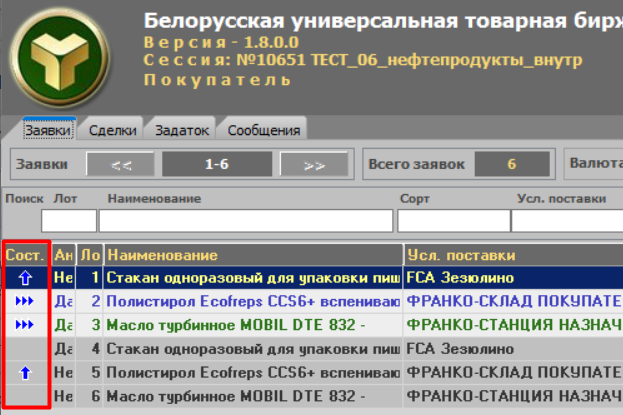 Белорусская универсальная товарная бирж
Версия - 1.8.0.0
Сессия: №10651 ТЕСТ_06_нефтепродукты_внутр
Покупатель
Заявки Сделки Задаток Сообщения
Заявки << 1-6 >> Всего заявок 6 Валюта
Поиск Лот Наименование Сорт Усл. поставки
Сост. Ан Ло Наименование Усл. поставки
Не 1 Стакан одноразовый для упаковки пищ FCA Зезюлино
Да 2 Полистирол Ecofreps CCS6+ вспениваю ФРАНКО-СКЛАД ПОКУПАТЕ
Да 3 Масло турбинное MOBIL DTE 832 - ФРАНКО-СТАНЦИЯ НАЗНАЧ
Да 4 Стакан одноразовый для упаковки пищ FCA Зезюлино
Не 5 Полистирол Ecofreps CCS6+ вспениваю ФРАНКО-СКЛАД ПОКУПАТЕ
Не 6 Масло турбинное MOBIL DTE 832 - ФРАНКО-СТАНЦИЯ НАЗНАЧ